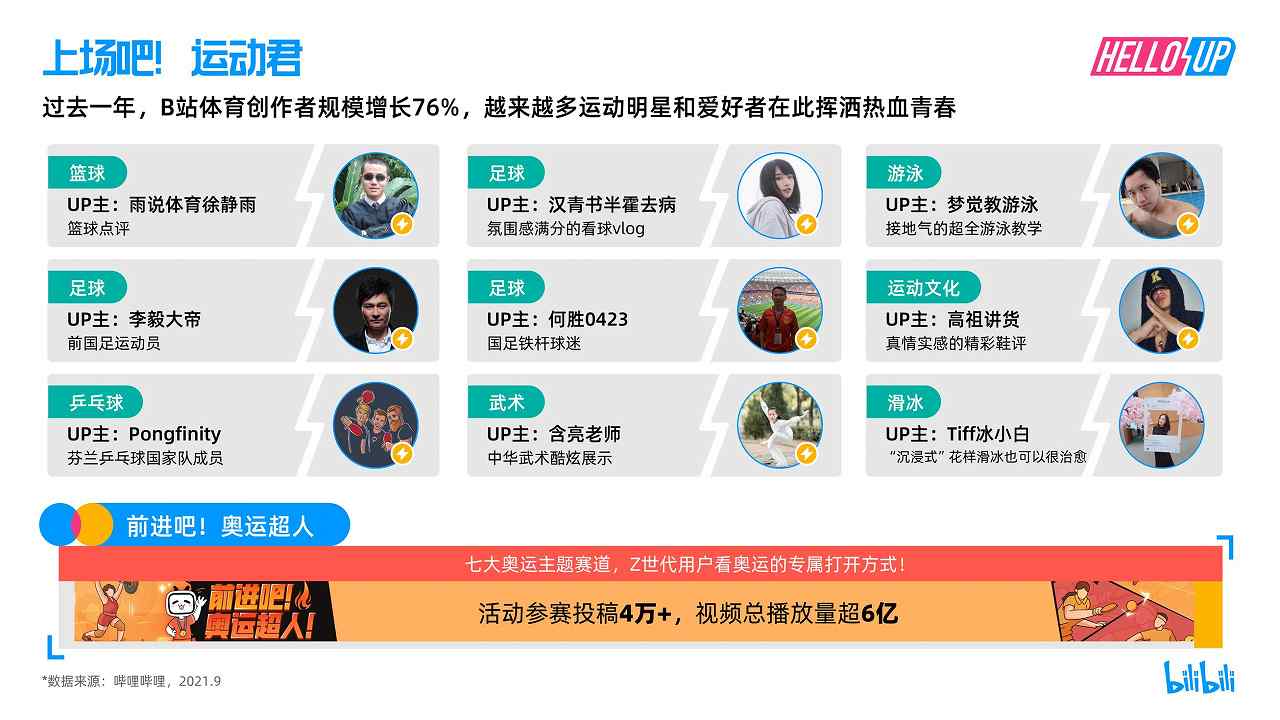 上场吧! 运动君
HELLO UP
过去一年，B站体育创作者规模增长76%，越来越多运动明星和爱好者在此挥洒热血青春
篮球
UP主：雨说体育徐静雨
篮球点评
足球
UP主：汉青书半霍去病
氛围感满分的看球vlog
游泳
UP主：梦觉教游泳
接地气的超全游泳教学
足球
UP主：李毅大帝
前国足运动员
足球
UP主：何胜0423
国足铁杆球迷
运动文化
UP主：高祖讲货
真情实感的精彩鞋评
乒乓球
UP主：Pongfinity
芬兰乒乓球国家队成员
武术
UP主：含亮老师
中华武术酷炫展示
滑冰
UP主：Tiff冰小白
“沉浸式”花样滑冰也可以很治愈
前进吧！奥运超人
七大奥运主题赛道，Z世代用户看奥运的专属打开方式！
前进吧!
奥运超人!
活动参赛投稿4万+，视频总播放量超6亿
*数据来源：哔哩哔哩，2021.9
bilibili